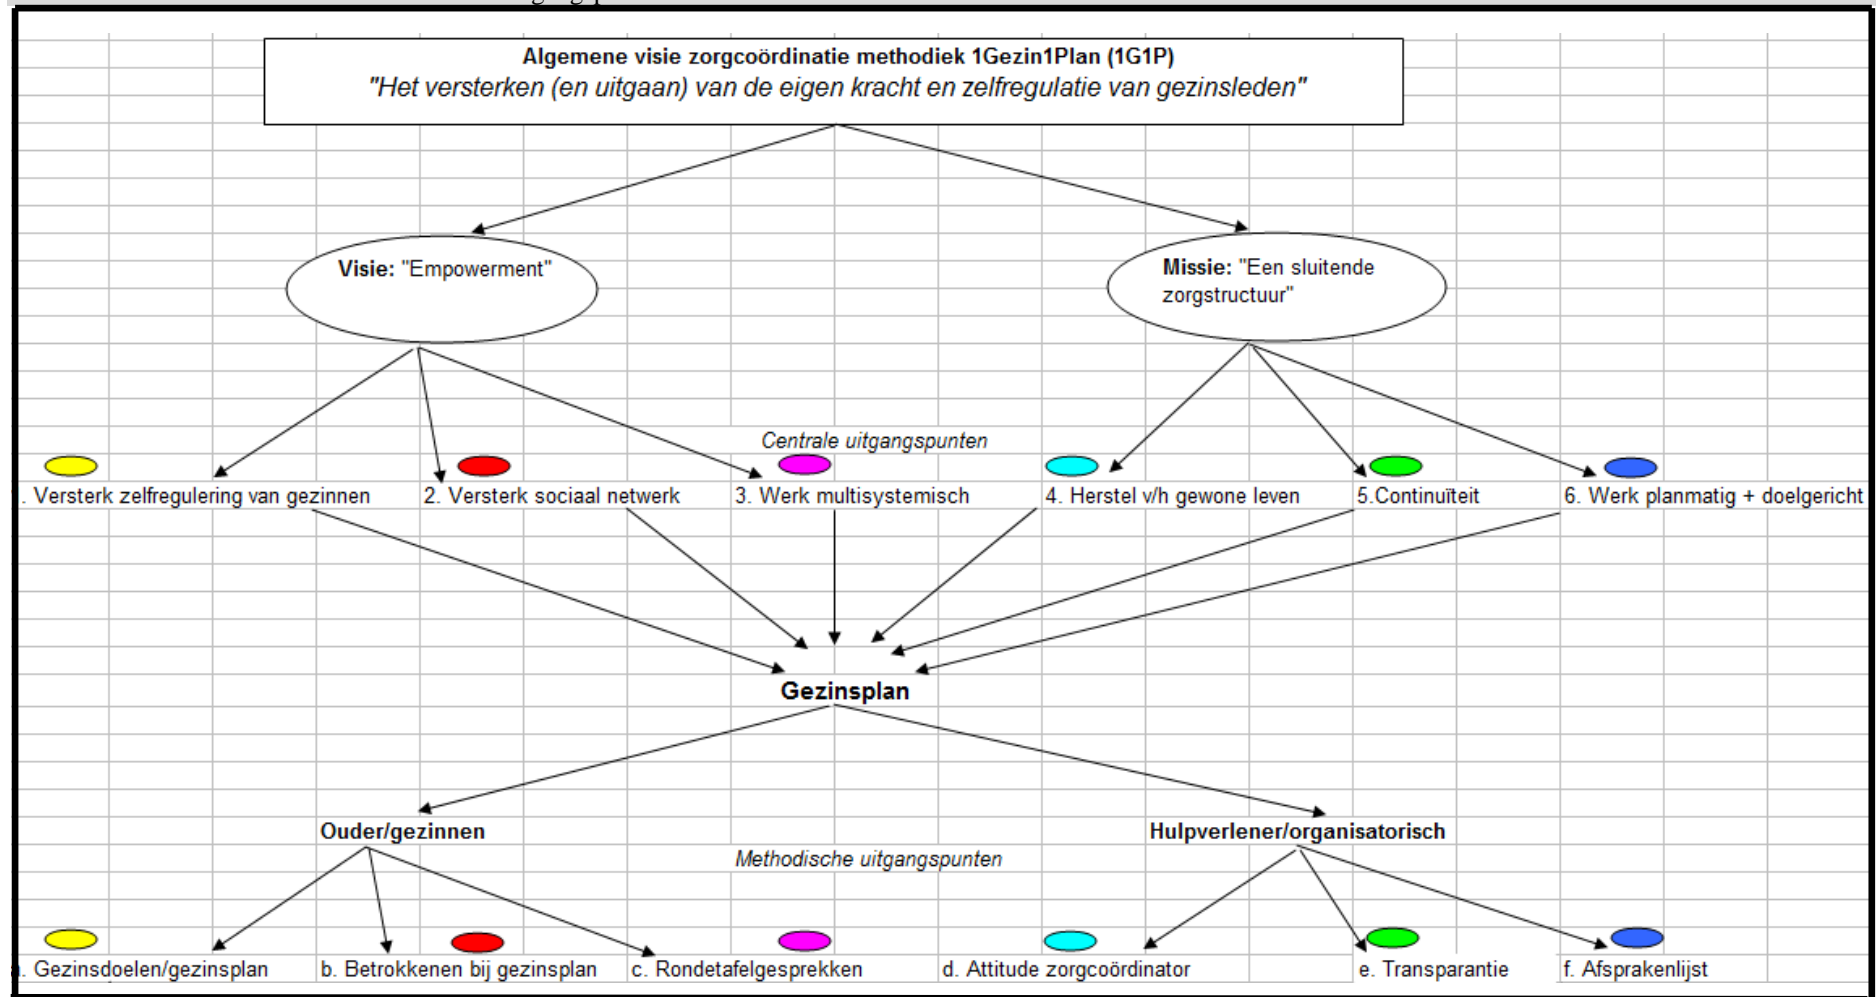 Algemene visie zorgcoördinatie methodiek 1Gezin1Plan (1G1P)
"Het versterken (en uitgaan) van de eigen kracht en zelfregulatie van gezinsleden"
Visie: "Empowerment"
Missie: "Een sluitende
zorgstructuur"
Centrale uitgangspunten
. Versterk zelfregulering van gezinnen
2. Versterk sociaal netwerk
3. Werk multisystemisch
4. Herstel v/h gewone leven
5.Continuïteit
6. Werk planmatig + doelgericht
Gezinsplan
Ouder/gezinnen
Hulpverlener/organisatorisch
Methodische uitgangspunten
a. Gezinsdoelen/gezinsplan
b. Betrokkenen bij gezinsplan
c. Rondetafelgesprekken
d. Attitude zorgcoördinator
e. Transparantie
f. Afsprakenlijst